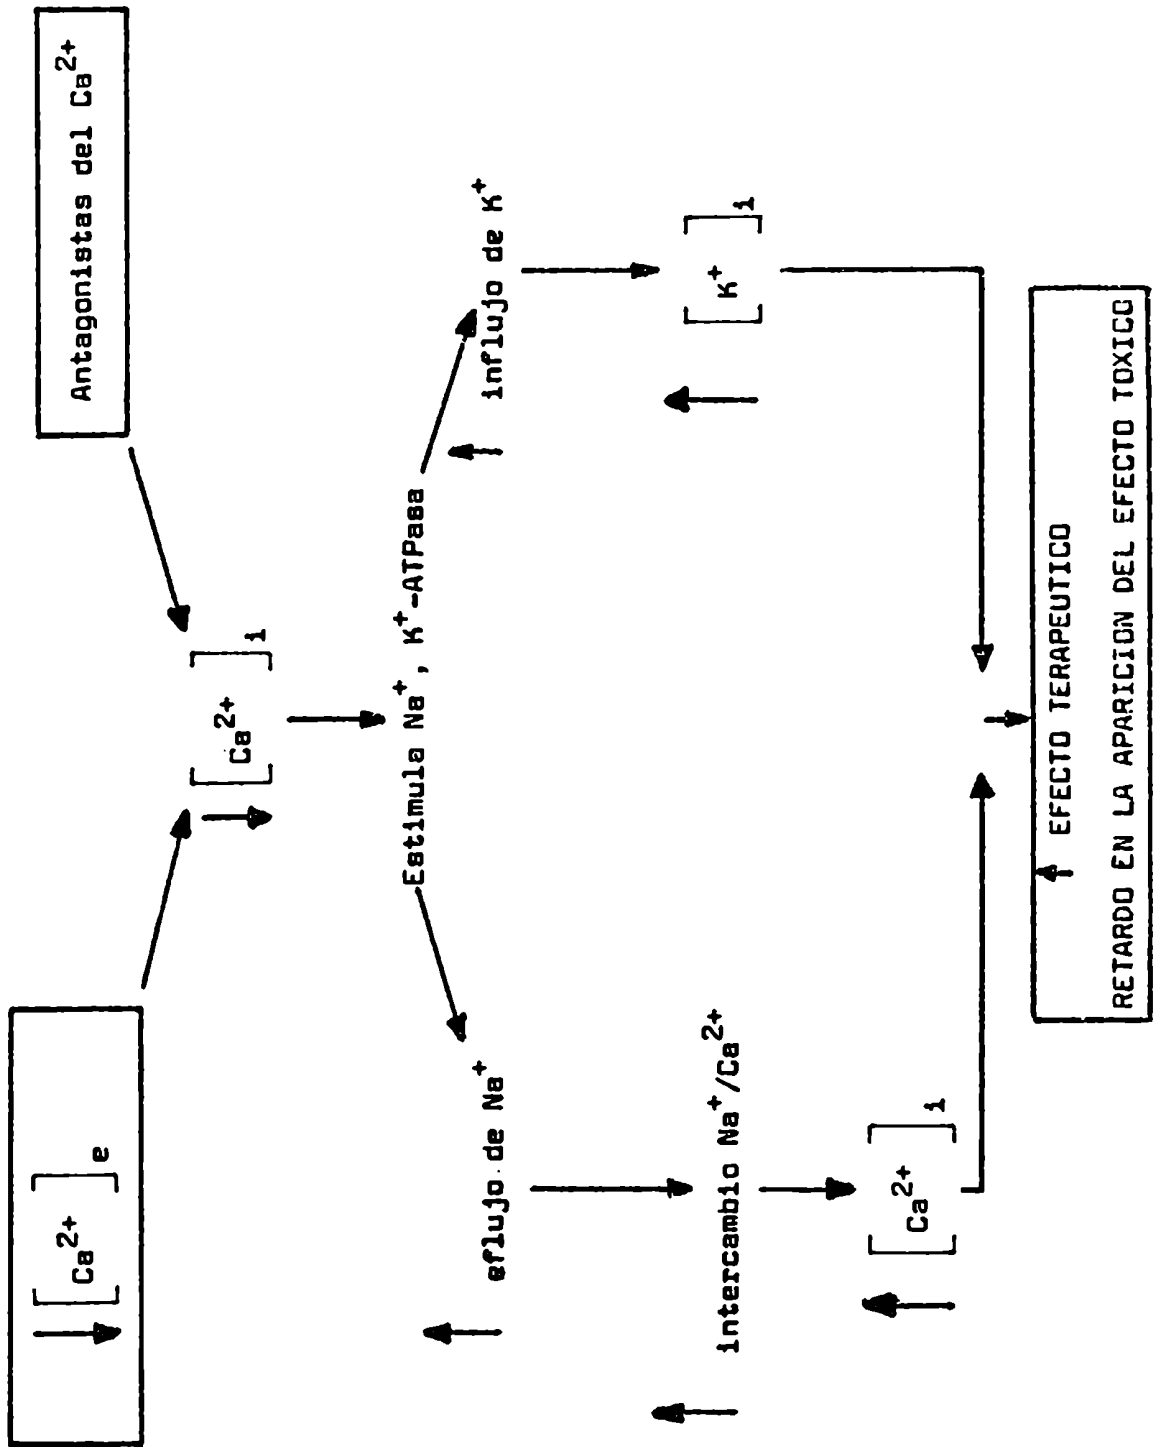 ↓ [Ca²⁺]e
Antagonistas del Ca²⁺
↓ [Ca²⁺]i
Estimula Na⁺, K⁺-ATPasa
↑ eflujo de Na⁺
↑ influjo de K⁺
↑ intercambio Na⁺/Ca²⁺
↑ [K⁺]i
↑ [Ca²⁺]i
↑ EFECTO TERAPEUTICO
RETARDO EN LA APARICION DEL EFECTO TOXICO